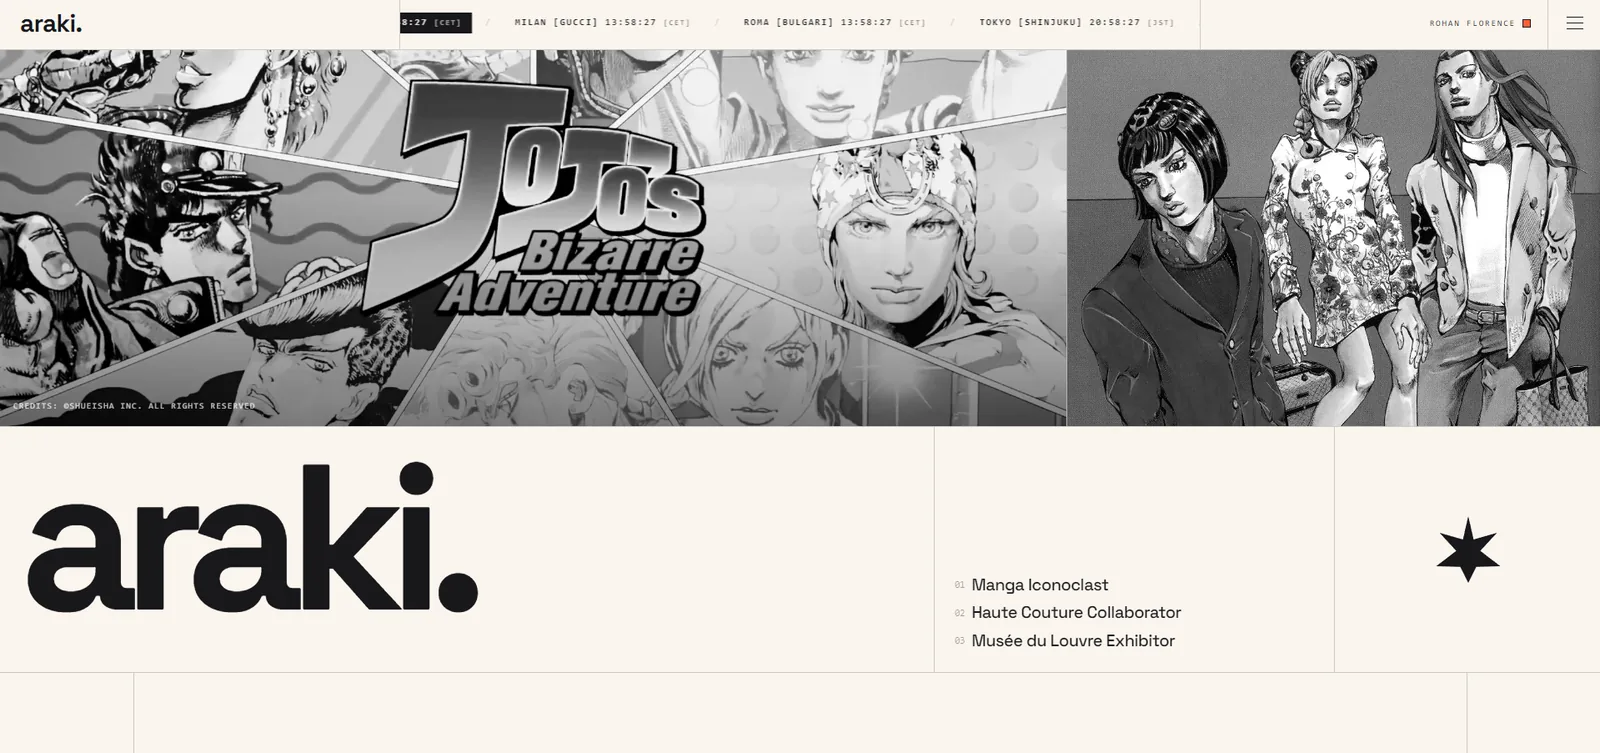 araki.
8:27 [CET] / MILAN [GUCCI] 13:58:27 [CET] / ROMA [BULGARI] 13:58:27 [CET] / TOKYO [SHINJUKU] 20:58:27 [JST]
ROHAN FLORENCE
JoJo's
Bizarre
Adventure
CREDITS: ©SHUEISHA INC. ALL RIGHTS RESERVED
araki.
01 Manga Iconoclast
02 Haute Couture Collaborator
03 Musée du Louvre Exhibitor